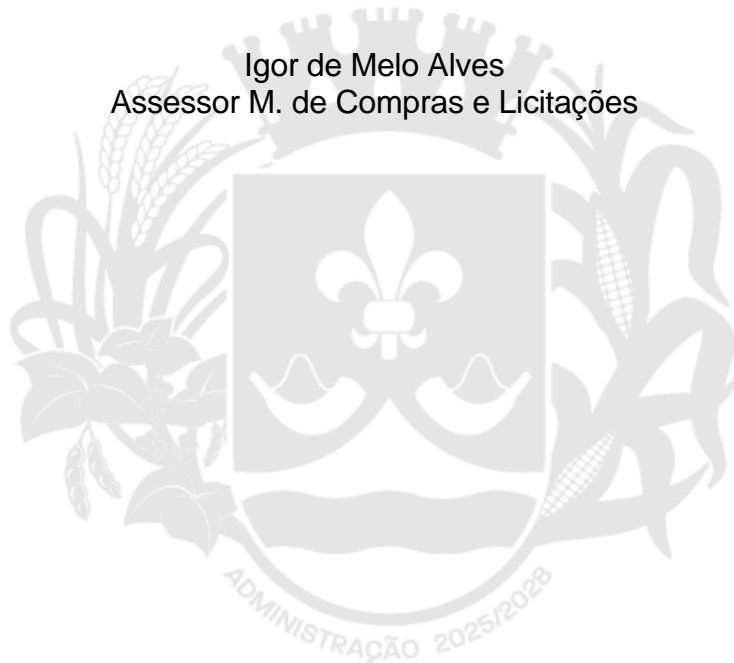 Igor de Melo Alves
Assessor M. de Compras e Licitações
ADMINISTRAÇÃO 2025/2028